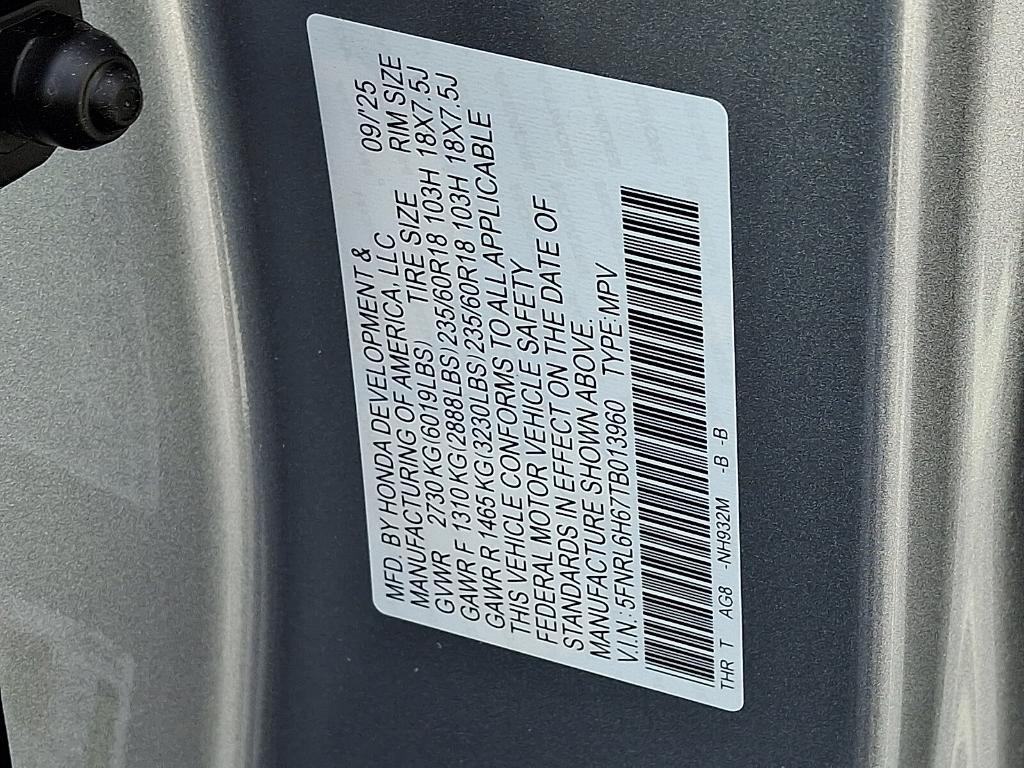 MFD. BY HONDA DEVELOPMENT & 09/'25
MANUFACTURING OF AMERICA, LLC
GVWR 2730 KG(6019LBS) TIRE SIZE RIM SIZE
GAWR F 1310 KG(2888LBS) 235/60R18 103H 18X7.5J
GAWR R 1465 KG(3230LBS) 235/60R18 103H 18X7.5J
THIS VEHICLE CONFORMS TO ALL APPLICABLE
FEDERAL MOTOR VEHICLE SAFETY
STANDARDS IN EFFECT ON THE DATE OF
MANUFACTURE SHOWN ABOVE.
V.I.N.:5FNRL6H67TB013960 TYPE:MPV
THR T AG8 -NH932M -B -B